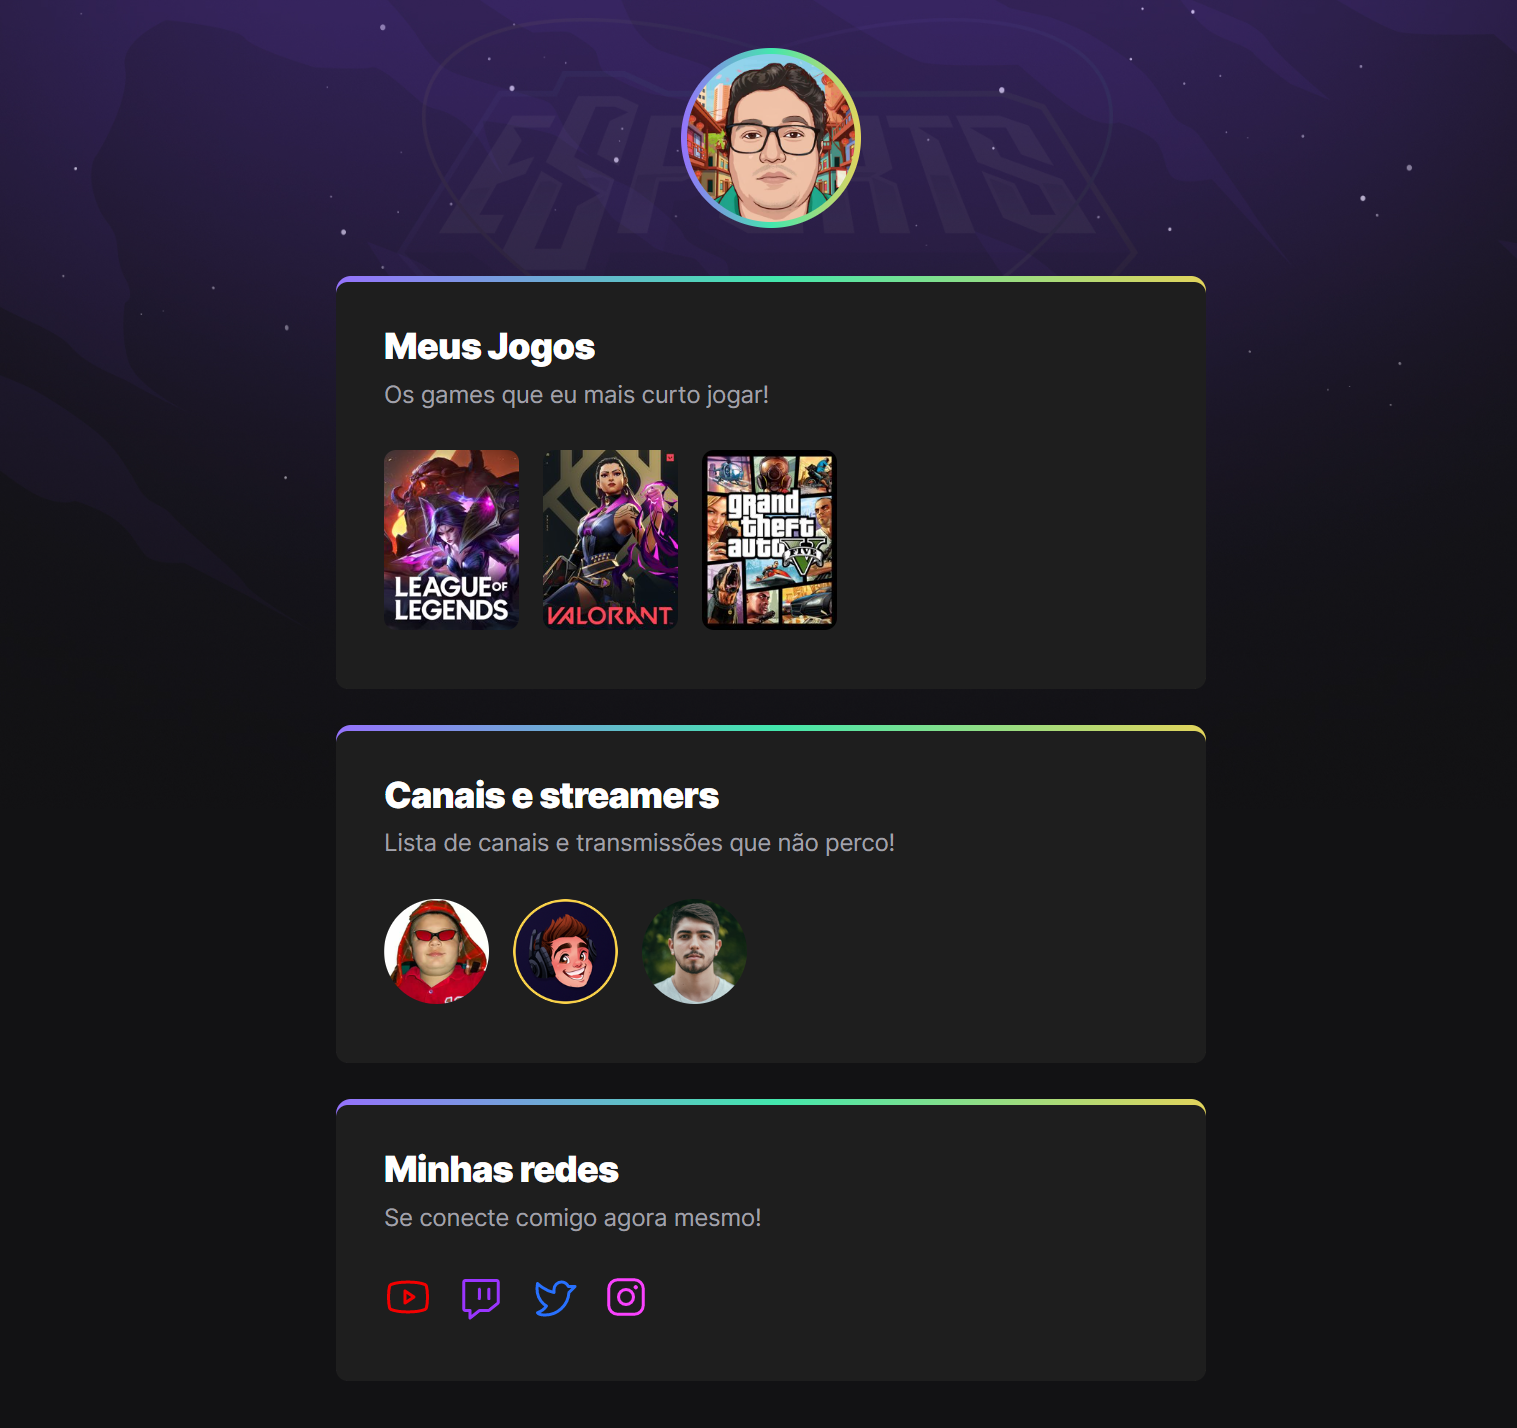 ESPORTS
Meus Jogos
Os games que eu mais curto jogar!
LEAGUE OF
LEGENDS
VALORANT
grand
theft
auto
V
FIVE
Canais e streamers
Lista de canais e transmissões que não perco!
Minhas redes
Se conecte comigo agora mesmo!